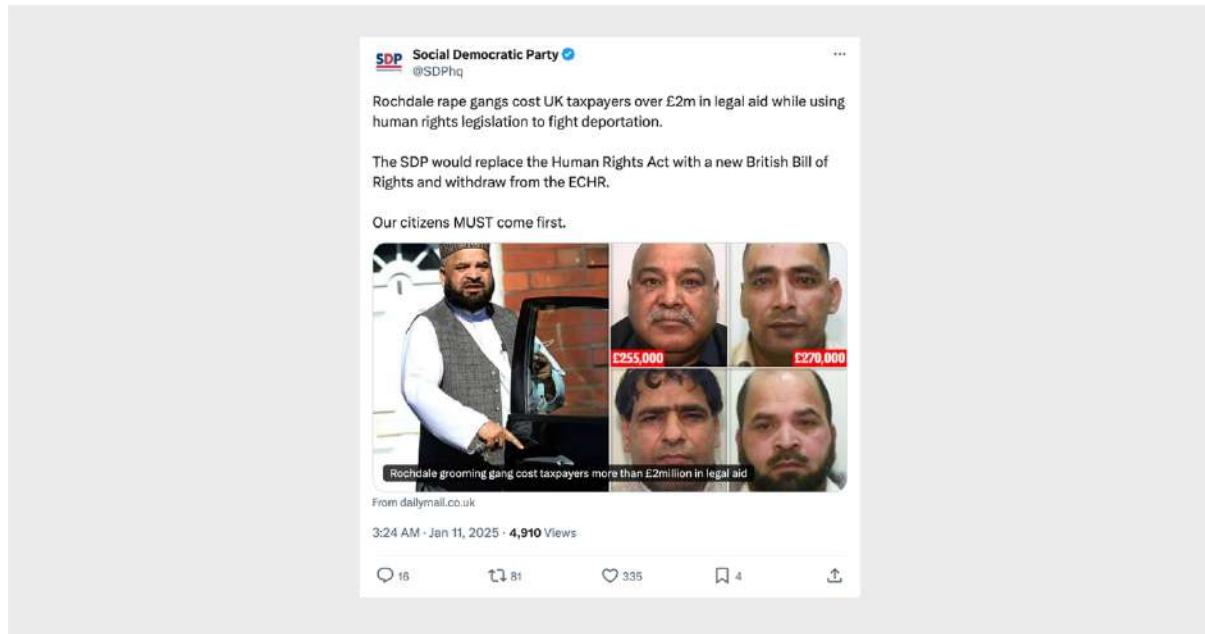 SDP
Social Democratic Party
@SDPhq
Rochdale rape gangs cost UK taxpayers over £2m in legal aid while using
human rights legislation to fight deportation.
The SDP would replace the Human Rights Act with a new British Bill of
Rights and withdraw from the ECHR.
Our citizens MUST come first.
£255,000
£270,000
Rochdale grooming gang cost taxpayers more than £2million in legal aid
From dailymail.co.uk
3:24 AM · Jan 11, 2025 · 4,910 Views
16
81
335
4